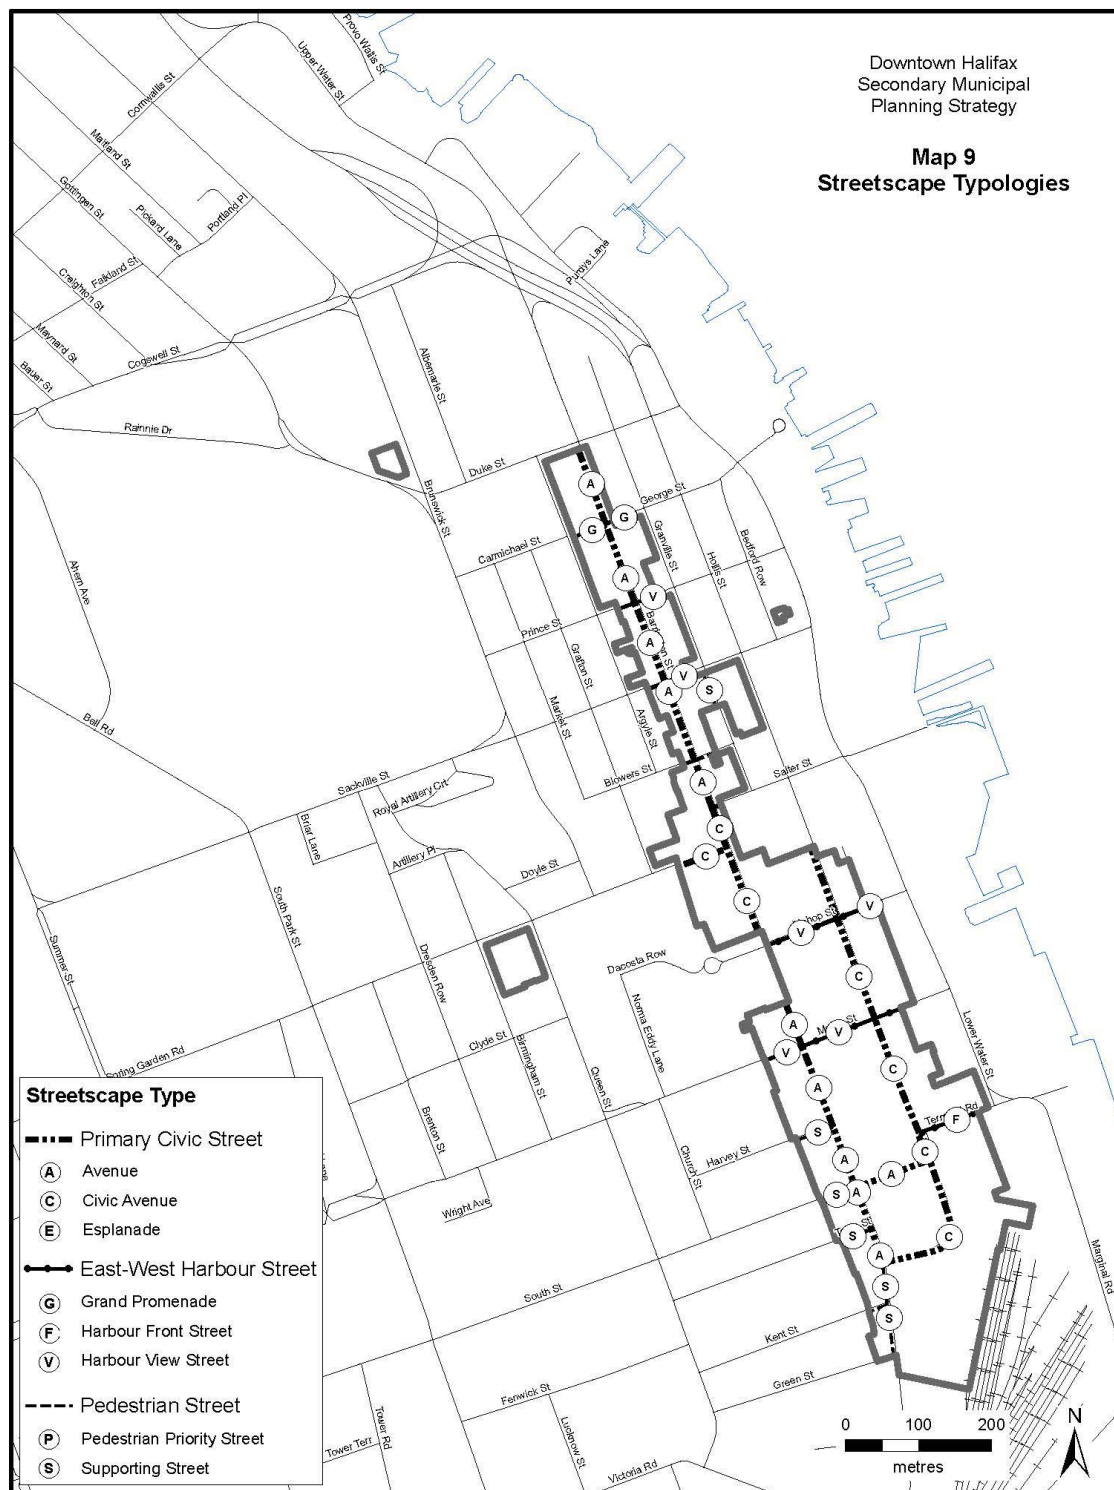 Downtown Halifax
Secondary Municipal
Planning Strategy
Map 9
Streetscape Typologies
Provo Wallis St
Upper Water St
Cornwallis St
Maitland St
Gottingen St
Pickard Lane
Portland Pl
Falkland St
Creighton St
Maynard St
Bauer St
Cogswell St
Purdys Lane
Albemarle St
Rainnie Dr
Duke St
Brunswick St
George St
Carmichael St
Granville St
Hollis St
Bedford Row
Ahern Ave
Prince St
Grafton St
Market St
Argyle St
Bell Rd
Blowers St
Salter St
Sackville St
Royal Artillery Crt
Briar Lane
Artillery Pl
Doyle St
South Park St
Summer St
Dresden Row
Dacosta Row
Norma Eddy Lane
Clyde St
Birmingham St
Queen St
Lower Water St
Brenton St
Church St
Harvey St
Wright Ave
South St
Marginal Rd
Kent St
Green St
Fenwick St
Lucknow St
Tower Rd
Tower Terr
Victoria Rd
A
G
G
A
V
A
V
A
S
A
C
C
C
V
V
C
A
V
V
A
C
S
F
A
C
A
S
A
S
A
C
S
S
Streetscape Type
Primary Civic Street
A Avenue
C Civic Avenue
E Esplanade
East-West Harbour Street
G Grand Promenade
F Harbour Front Street
V Harbour View Street
Pedestrian Street
P Pedestrian Priority Street
S Supporting Street
0 100 200
metres
N